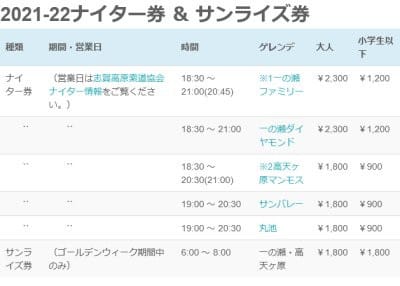 2021-22ナイター券 & サンライズ券
種類 期間・営業日 時間 ゲレンデ 大人 小学生以下
ナイター券 (営業日は志賀高原索道協会ナイター情報をご覧ください。) 18:30 ~ 21:00(20:45) ※1一の瀬ファミリー ¥2,300 ¥1,200
¨ ¨ 18:30 ~ 21:00 一の瀬ダイヤモンド ¥2,300 ¥1,200
¨ ¨ 18:30 ~ 20:30(21:00) ※2高天ヶ原マンモス ¥1,800 ¥900
¨ ¨ 19:00 ~ 20:30 サンバレー ¥1,800 ¥900
¨ ¨ 19:00 ~ 20:30 丸池 ¥1,800 ¥900
サンライズ券 (ゴールデンウィーク期間中のみ) 6:00 ~ 8:00 一の瀬・高天ヶ原 ¥1,800 ¥1,800